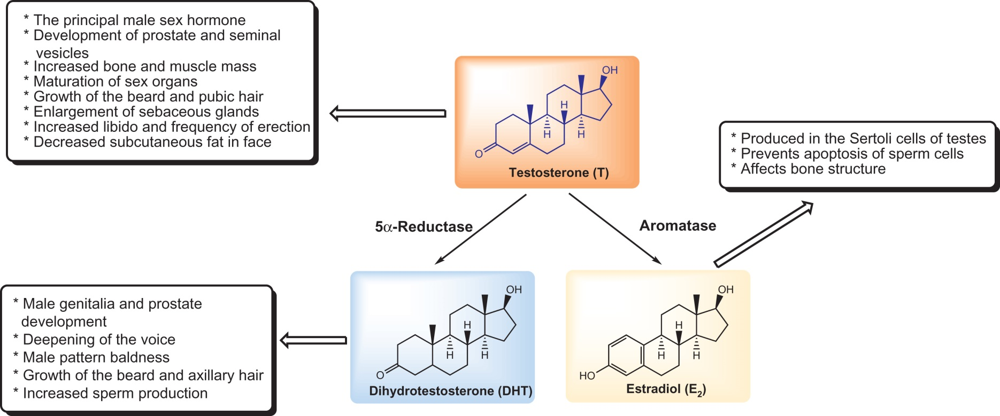 * The principal male sex hormone
* Development of prostate and seminal
vesicles
* Increased bone and muscle mass
* Maturation of sex organs
* Growth of the beard and pubic hair
* Enlargement of sebaceous glands
* Increased libido and frequency of erection
* Decreased subcutaneous fat in face
OH
H
H
H
O
Testosterone (T)
* Produced in the Sertoli cells of testes
* Prevents apoptosis of sperm cells
* Affects bone structure
5α-Reductase
Aromatase
* Male genitalia and prostate
development
* Deepening of the voice
* Male pattern baldness
* Growth of the beard and axillary hair
* Increased sperm production
OH
H
H
H
O
Dihydrotestosterone (DHT)
OH
H
H
H
HO
Estradiol (E₂)